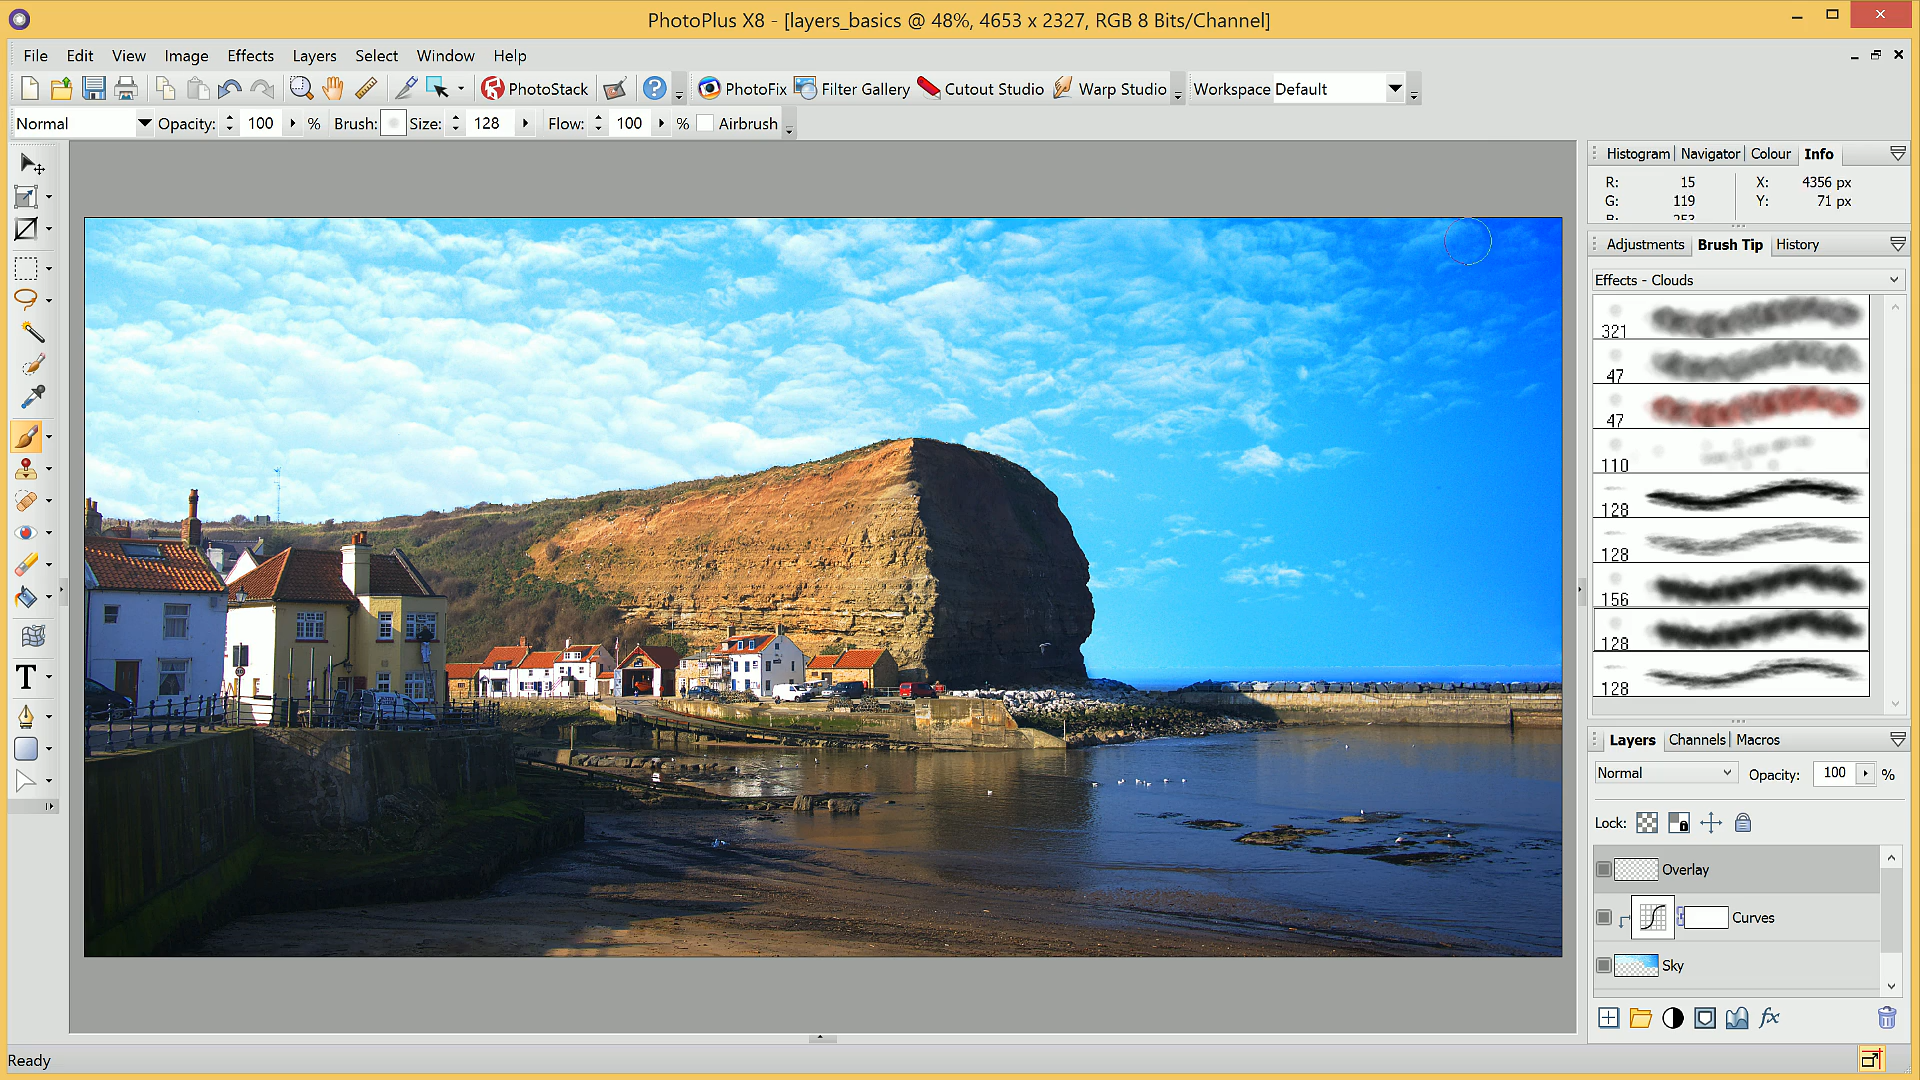 PhotoPlus X8 - [layers_basics @ 48%, 4653 x 2327, RGB 8 Bits/Channel]
File Edit View Image Effects Layers Select Window Help
PhotoStack PhotoFix Filter Gallery Cutout Studio Warp Studio Workspace Default
Normal Opacity: 100 % Brush: Size: 128 Flow: 100 % Airbrush
Histogram Navigator Colour Info
R: 15 X: 4356 px
G: 119 Y: 71 px
B: 253
Adjustments Brush Tip History
Effects - Clouds
321
47
47
110
128
128
156
128
128
Layers Channels Macros
Normal Opacity: 100 %
Lock:
Overlay
Curves
Sky
fx
T
Ready